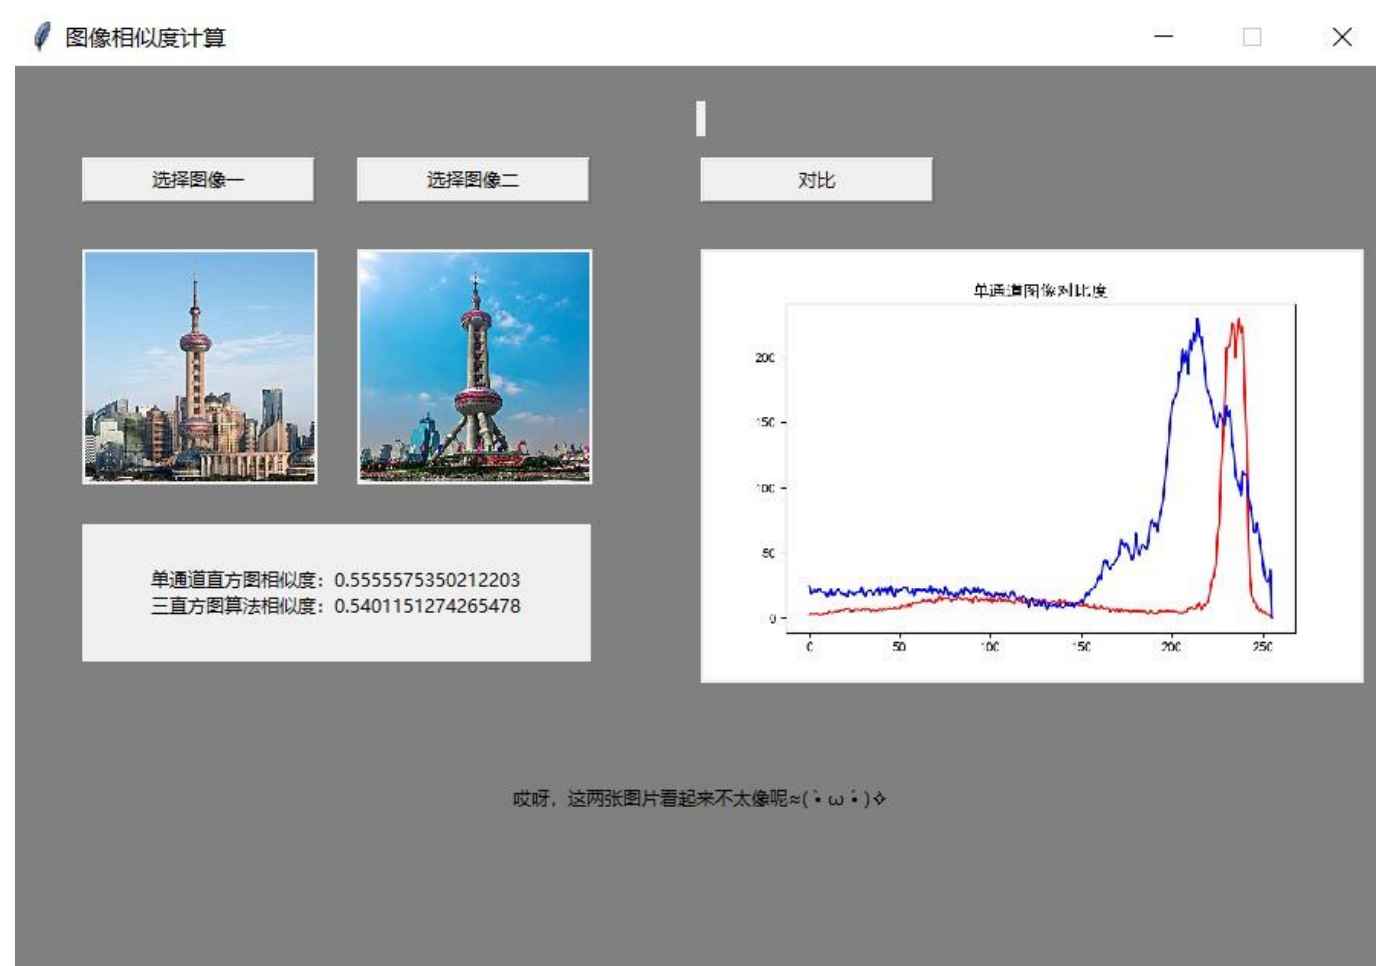 图像相似度计算
选择图像一
选择图像二
对比
单通道图像对比度
200
150
100
50
0
0 50 100 150 200 250
单通道直方图相似度：0.5555575350212203
三直方图算法相似度：0.5401151274265478
哎呀，这两张图片看起来不太像呢≈(•̀ω•́)✧